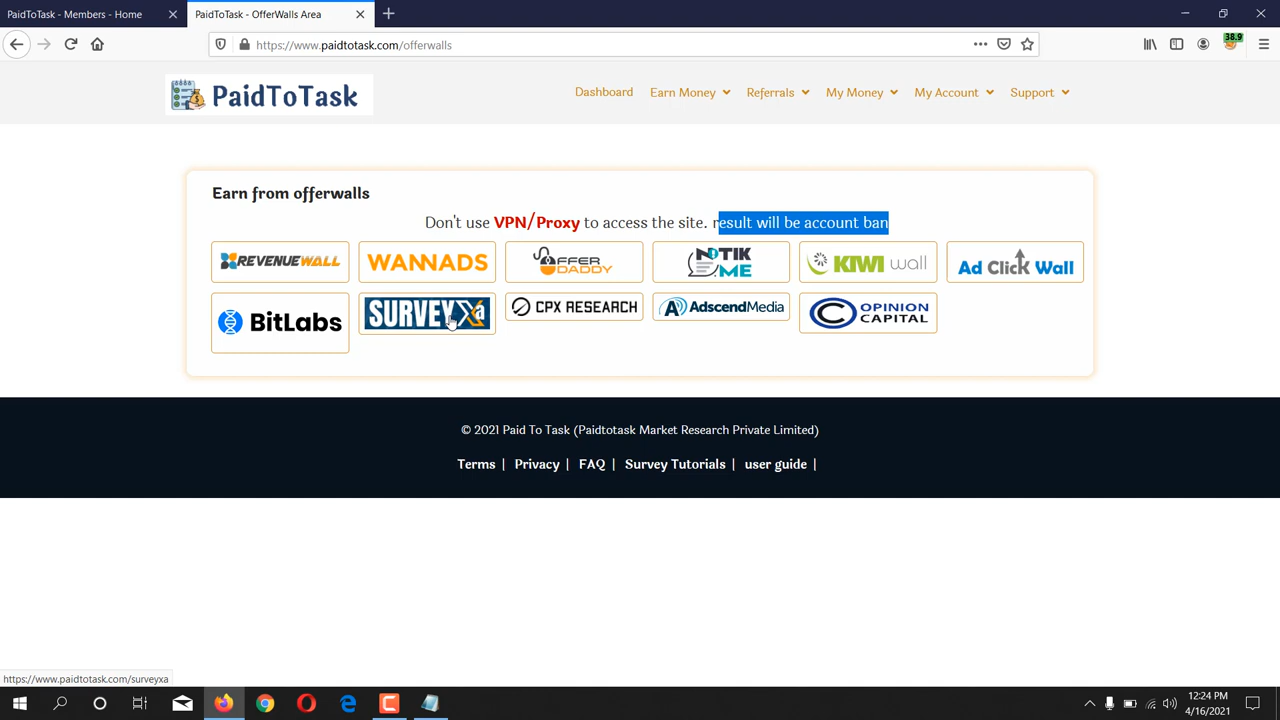 PaidToTask - Members - Home
PaidToTask - OfferWalls Area
https://www.paidtotask.com/offerwalls
38.9
PaidToTask
Dashboard Earn Money Referrals My Money My Account Support
Earn from offerwalls
Don't use VPN/Proxy to access the site. result will be account ban
REVENUEWALL
WANNADS
OFFER DADDY
NOTIK ME
KIWI wall
Ad Click Wall
BitLabs
SURVEYXa
CPX RESEARCH
AdscendMedia
OPINION CAPITAL
© 2021 Paid To Task (Paidtotask Market Research Private Limited)
Terms | Privacy | FAQ | Survey Tutorials | user guide |
https://www.paidtotask.com/surveyxa
12:24 PM
4/16/2021